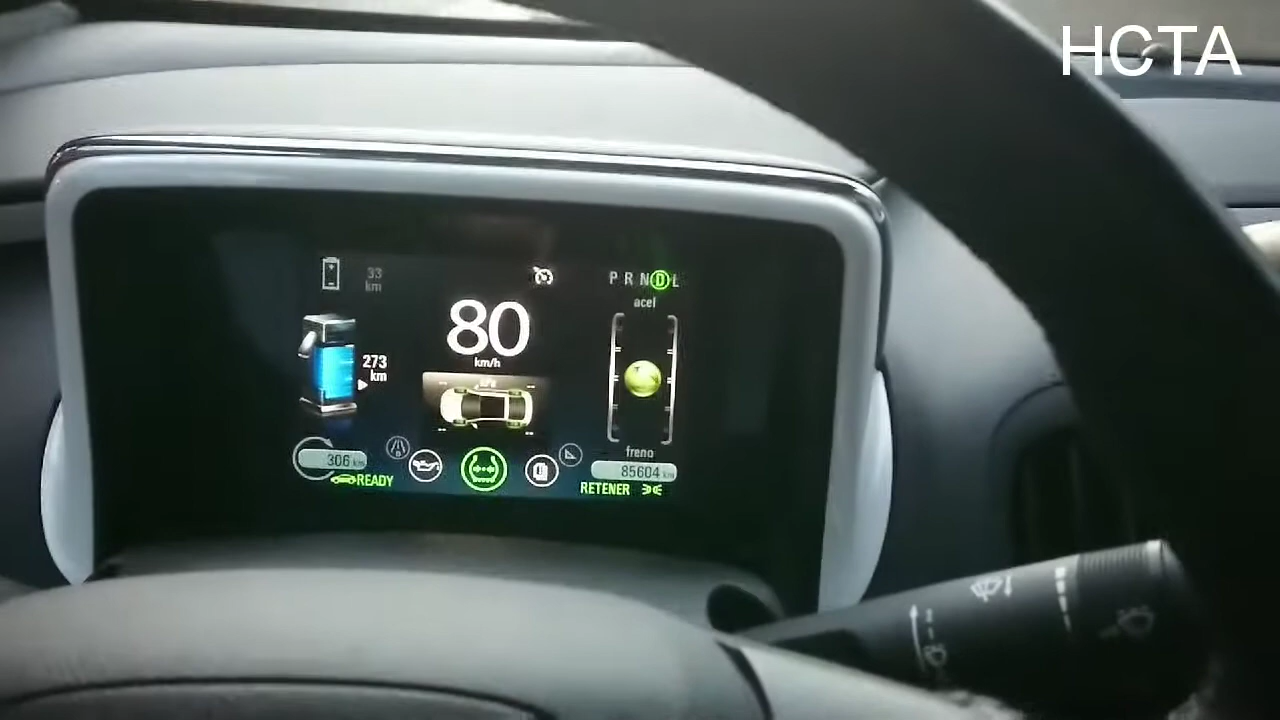 HCTA
33
km
P R N D L
acel
80
km/h
273
km
freno
306 km
85604 km
READY
RETENER